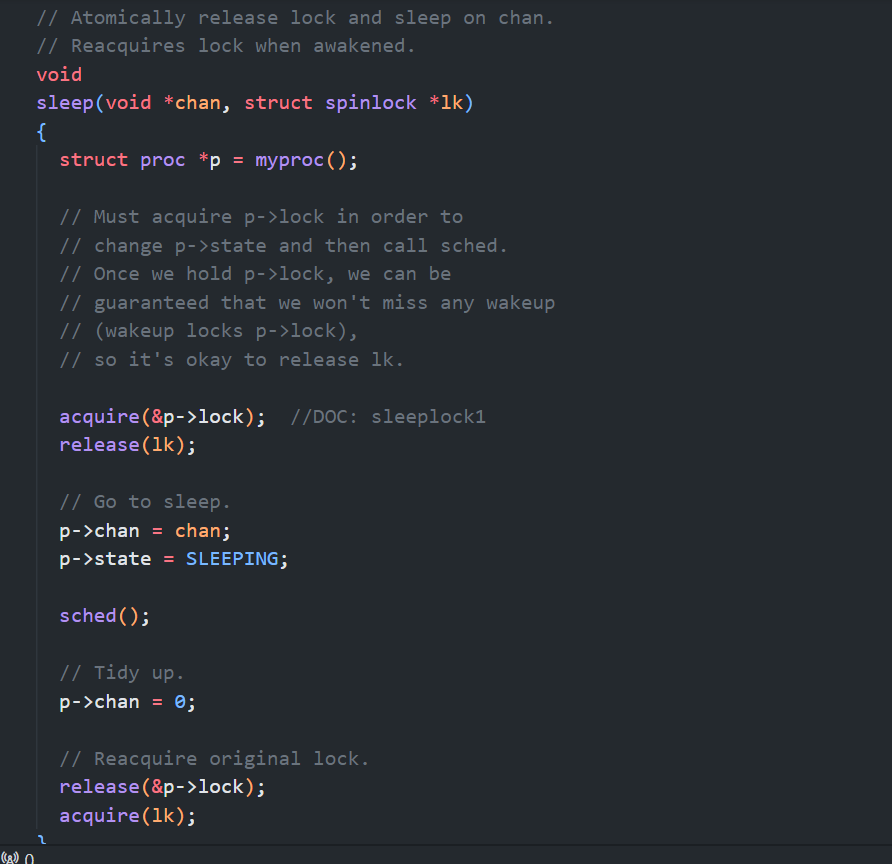 // Atomically release lock and sleep on chan.
// Reacquires lock when awakened.
void
sleep(void *chan, struct spinlock *lk)
{
  struct proc *p = myproc();

  // Must acquire p->lock in order to
  // change p->state and then call sched.
  // Once we hold p->lock, we can be
  // guaranteed that we won't miss any wakeup
  // (wakeup locks p->lock),
  // so it's okay to release lk.

  acquire(&p->lock);  //DOC: sleeplock1
  release(lk);

  // Go to sleep.
  p->chan = chan;
  p->state = SLEEPING;

  sched();

  // Tidy up.
  p->chan = 0;

  // Reacquire original lock.
  release(&p->lock);
  acquire(lk);
}
0